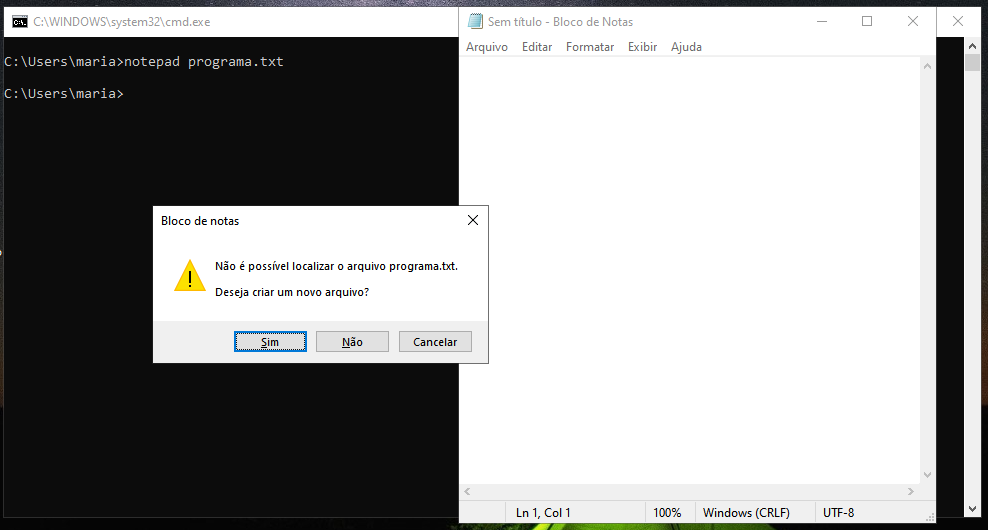 C:\WINDOWS\system32\cmd.exe
C:\Users\maria>notepad programa.txt
C:\Users\maria>
Sem título - Bloco de Notas
Arquivo Editar Formatar Exibir Ajuda
Bloco de notas
Não é possível localizar o arquivo programa.txt.
Deseja criar um novo arquivo?
Sim Não Cancelar
Ln 1, Col 1 100% Windows (CRLF) UTF-8